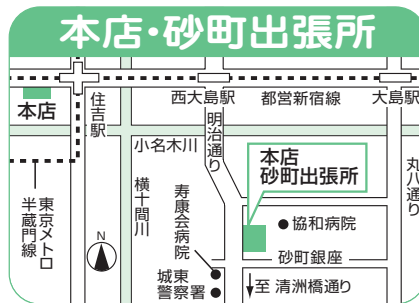 本店・砂町出張所
西大島駅
都営新宿線
大島駅
本店
住吉駅
明治通り
小名木川
本店
砂町出張所
丸八通り
横十間川
寿康会病院
協和病院
東京メトロ
半蔵門線
N
砂町銀座
城東
警察署
至 清洲橋通り